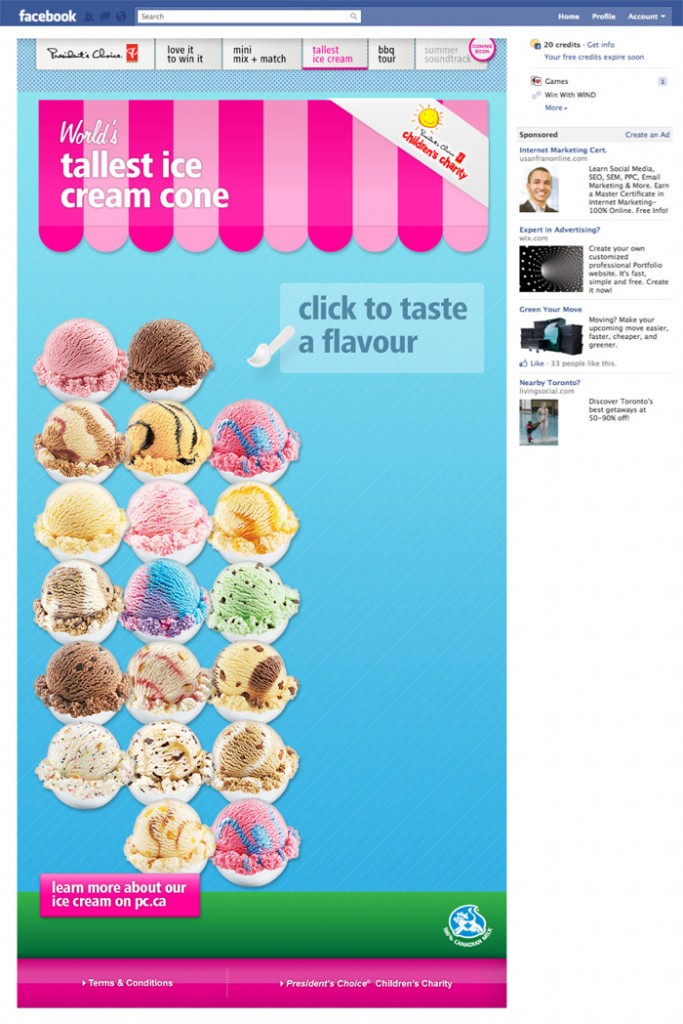 facebook
Search
Home Profile Account
President's Choice PC
love it
to win it
mini
mix + match
tallest
ice cream
bbq
tour
summer
soundtrack
COMING
SOON
World's
tallest ice
cream cone
President's Choice
children's charity
click to taste
a flavour
learn more about our
ice cream on pc.ca
100% CANADIAN MILK
Terms & Conditions
President's Choice® Children's Charity
20 credits · Get info
Your free credits expire soon
Games 1
Win With WIND
More
Sponsored Create an Ad
Internet Marketing Cert.
usanfranonline.com
Learn Social Media,
SEO, SEM, PPC, Email
Marketing & More. Earn
a Master Certificate in
Internet Marketing-
100% Online. Free Info!
Expert in Advertising?
wix.com
Create your own
customized
professional Portfolio
website. It's fast,
simple and free. Create
it now!
Green Your Move
Moving? Make your
upcoming move easier,
faster, cheaper, and
greener.
Like · 33 people like this.
Nearby Toronto?
livingsocial.com
Discover Toronto's
best getaways at
50-90% off!